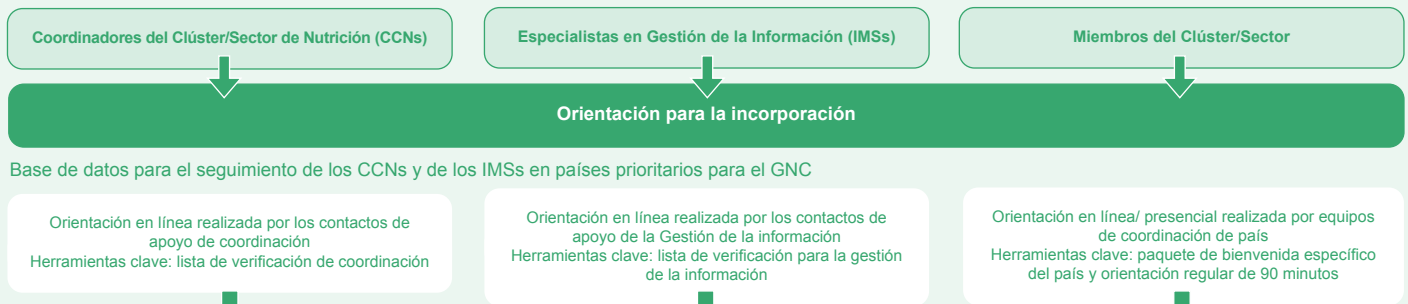 Coordinadores del Clúster/Sector de Nutrición (CCNs)
Especialistas en Gestión de la Información (IMSs)
Miembros del Clúster/Sector
Orientación para la incorporación
Base de datos para el seguimiento de los CCNs y de los IMSs en países prioritarios para el GNC
Orientación en línea realizada por los contactos de
apoyo de coordinación
Herramientas clave: lista de verificación de coordinación
Orientación en línea realizada por los contactos de
apoyo de la Gestión de la información
Herramientas clave: lista de verificación para la gestión
de la información
Orientación en línea/ presencial realizada por equipos
de coordinación de país
Herramientas clave: paquete de bienvenida específico
del país y orientación regular de 90 minutos